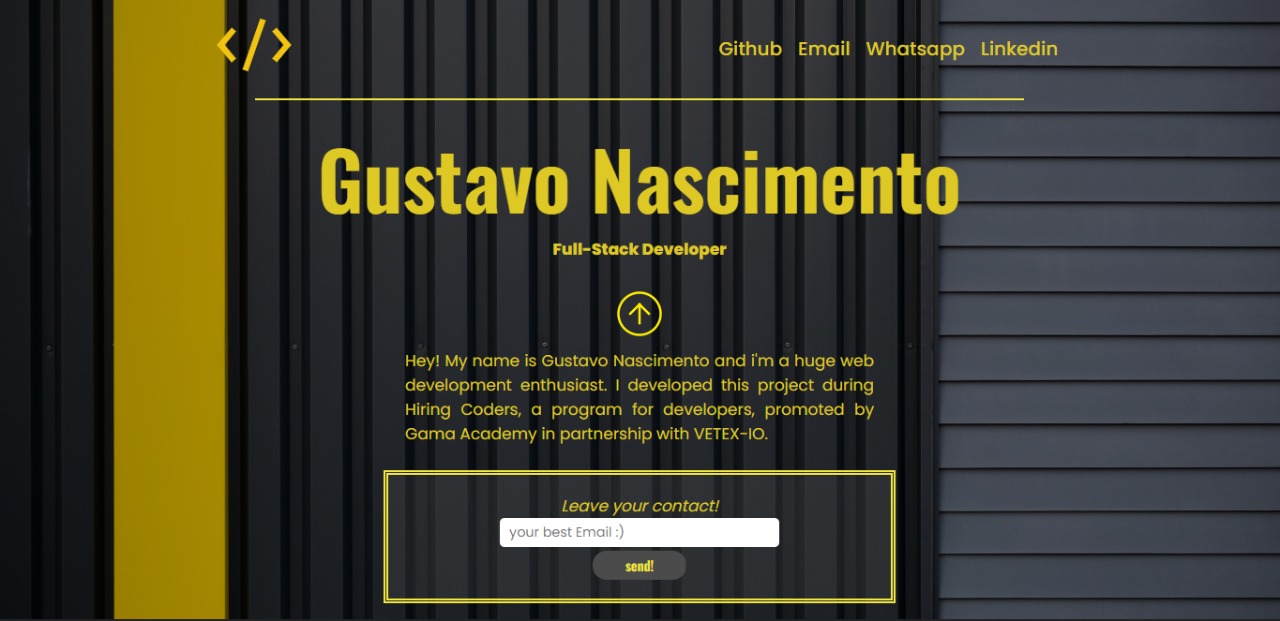 </>
Github Email Whatsapp Linkedin
Gustavo Nascimento
Full-Stack Developer
Hey! My name is Gustavo Nascimento and i'm a huge web
development enthusiast. I developed this project during
Hiring Coders, a program for developers, promoted by
Gama Academy in partnership with VETEX-IO.
Leave your contact!
your best Email :)
send!